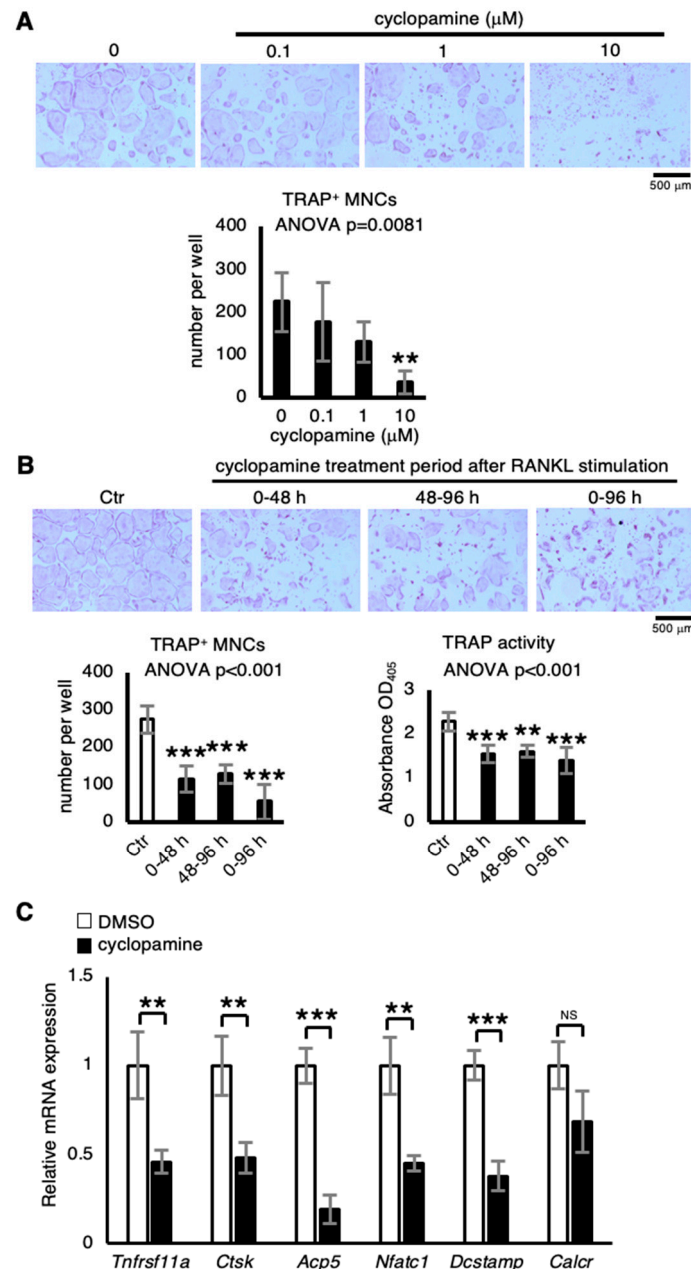 A
cyclopamine (μM)
0 0.1 1 10
500 μm
TRAP+ MNCs
ANOVA p=0.0081
number per well
400
300
200
100
0
**
0 0.1 1 10
cyclopamine (μM)
B
cyclopamine treatment period after RANKL stimulation
Ctr 0-48 h 48-96 h 0-96 h
500 μm
TRAP+ MNCs
ANOVA p<0.001
number per well
400
300
200
100
0
*** *** ***
Ctr 0-48 h 48-96 h 0-96 h
TRAP activity
ANOVA p<0.001
Absorbance OD405
3
2
1
0
*** ** ***
Ctr 0-48 h 48-96 h 0-96 h
C
DMSO
cyclopamine
Relative mRNA expression
1.5
1
0.5
0
** ** *** ** *** NS
Tnfrsf11a Ctsk Acp5 Nfatc1 Dcstamp Calcr